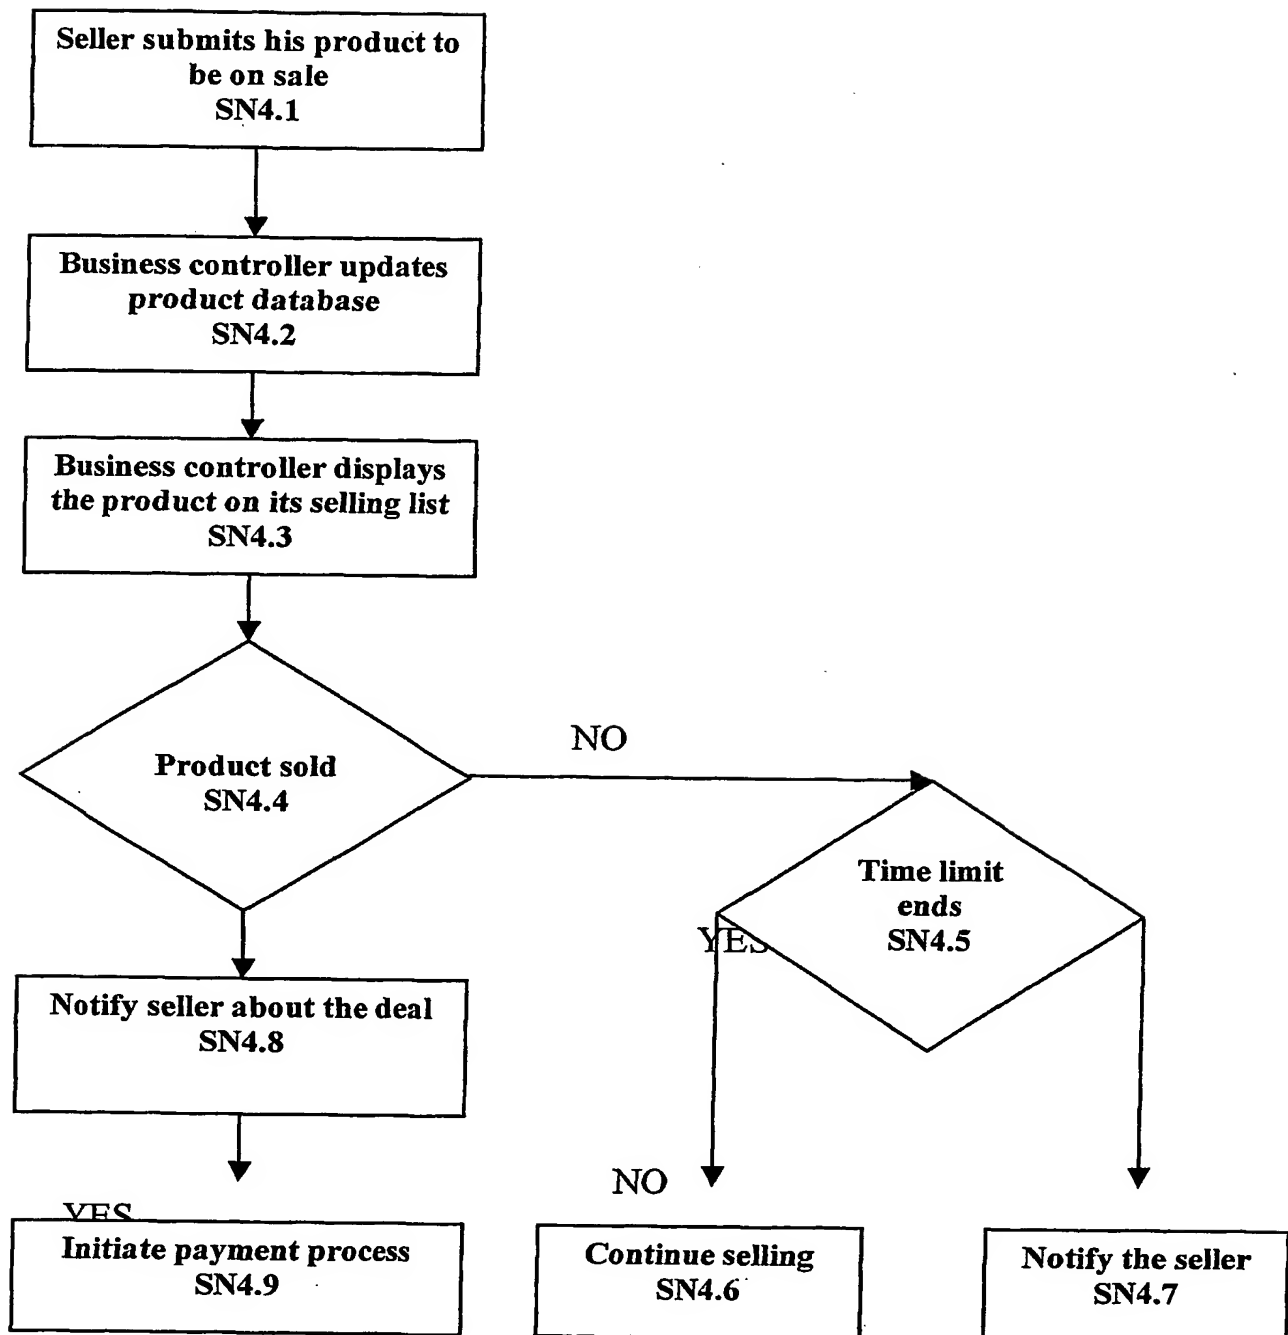 Seller submits his product to
be on sale
SN4.1
Business controller updates
product database
SN4.2
Business controller displays
the product on its selling list
SN4.3
Product sold
SN4.4
NO
Time limit
ends
SN4.5
YES
Notify seller about the deal
SN4.8
NO
YES
Initiate payment process
SN4.9
Continue selling
SN4.6
Notify the seller
SN4.7